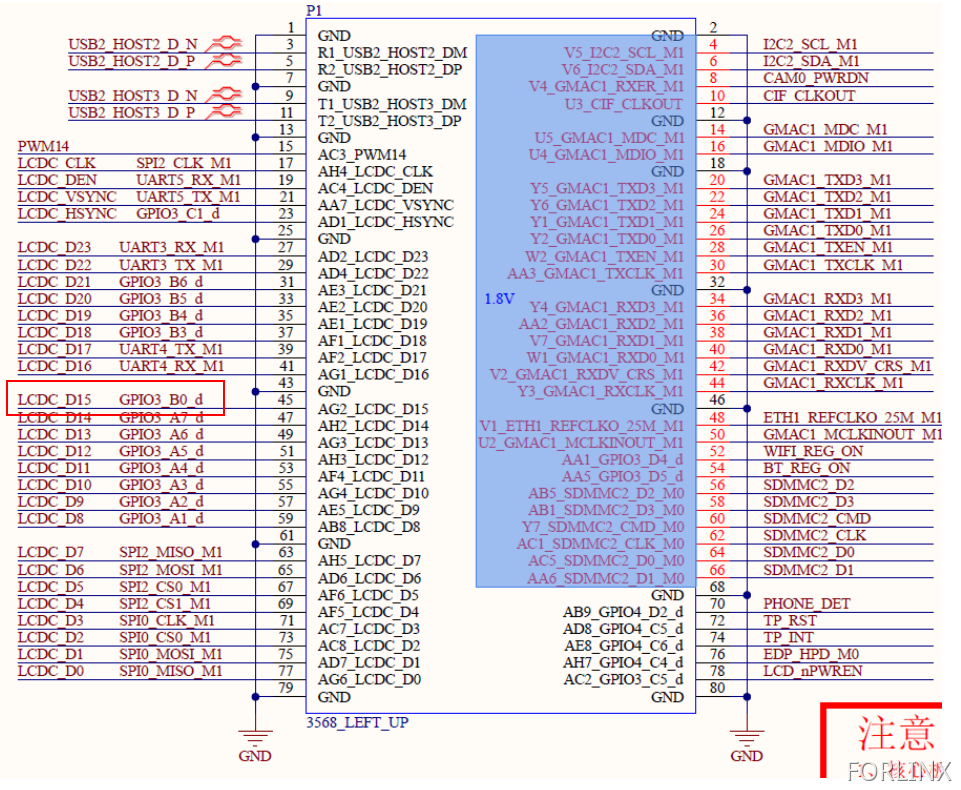 P1
1 GND GND 2
USB2_HOST2_D_N 3 R1_USB2_HOST2_DM V5_I2C2_SCL_M1 4 I2C2_SCL_M1
USB2_HOST2_D_P 5 R2_USB2_HOST2_DP V6_I2C2_SDA_M1 6 I2C2_SDA_M1
7 GND V4_GMAC1_RXER_M1 8 CAM0_PWRDN
USB2_HOST3_D_N 9 T1_USB2_HOST3_DM U3_CIF_CLKOUT 10 CIF_CLKOUT
USB2_HOST3_D_P 11 T2_USB2_HOST3_DP GND 12
13 GND U5_GMAC1_MDC_M1 14 GMAC1_MDC_M1
PWM14 15 AC3_PWM14 U4_GMAC1_MDIO_M1 16 GMAC1_MDIO_M1
LCDC_CLK SPI2_CLK_M1 17 AH4_LCDC_CLK GND 18
LCDC_DEN UART5_RX_M1 19 AC4_LCDC_DEN Y5_GMAC1_TXD3_M1 20 GMAC1_TXD3_M1
LCDC_VSYNC UART5_TX_M1 21 AA7_LCDC_VSYNC Y6_GMAC1_TXD2_M1 22 GMAC1_TXD2_M1
LCDC_HSYNC GPIO3_C1_d 23 AD1_LCDC_HSYNC Y1_GMAC1_TXD1_M1 24 GMAC1_TXD1_M1
25 GND Y2_GMAC1_TXD0_M1 26 GMAC1_TXD0_M1
LCDC_D23 UART3_RX_M1 27 AD2_LCDC_D23 W2_GMAC1_TXEN_M1 28 GMAC1_TXEN_M1
LCDC_D22 UART3_TX_M1 29 AD4_LCDC_D22 AA3_GMAC1_TXCLK_M1 30 GMAC1_TXCLK_M1
LCDC_D21 GPIO3_B6_d 31 AE3_LCDC_D21 GND 32
1.8V
LCDC_D20 GPIO3_B5_d 33 AE2_LCDC_D20 Y4_GMAC1_RXD3_M1 34 GMAC1_RXD3_M1
LCDC_D19 GPIO3_B4_d 35 AE1_LCDC_D19 AA2_GMAC1_RXD2_M1 36 GMAC1_RXD2_M1
LCDC_D18 GPIO3_B3_d 37 AF1_LCDC_D18 V7_GMAC1_RXD1_M1 38 GMAC1_RXD1_M1
LCDC_D17 UART4_TX_M1 39 AF2_LCDC_D17 W1_GMAC1_RXD0_M1 40 GMAC1_RXD0_M1
LCDC_D16 UART4_RX_M1 41 AG1_LCDC_D16 V2_GMAC1_RXDV_CRS_M1 42 GMAC1_RXDV_CRS_M1
43 GND Y3_GMAC1_RXCLK_M1 44 GMAC1_RXCLK_M1
LCDC_D15 GPIO3_B0_d 45 AG2_LCDC_D15 GND 46
LCDC_D14 GPIO3_A7_d 47 AH2_LCDC_D14 V1_ETH1_REFCLKO_25M_M1 48 ETH1_REFCLKO_25M_M1
LCDC_D13 GPIO3_A6_d 49 AG3_LCDC_D13 U2_GMAC1_MCLKINOUT_M1 50 GMAC1_MCLKINOUT_M1
LCDC_D12 GPIO3_A5_d 51 AH3_LCDC_D12 AA1_GPIO3_D4_d 52 WIFI_REG_ON
LCDC_D11 GPIO3_A4_d 53 AF4_LCDC_D11 AA5_GPIO3_D5_d 54 BT_REG_ON
LCDC_D10 GPIO3_A3_d 55 AG4_LCDC_D10 AB5_SDMMC2_D2_M0 56 SDMMC2_D2
LCDC_D9 GPIO3_A2_d 57 AE5_LCDC_D9 AB1_SDMMC2_D3_M0 58 SDMMC2_D3
LCDC_D8 GPIO3_A1_d 59 AB8_LCDC_D8 Y7_SDMMC2_CMD_M0 60 SDMMC2_CMD
61 GND AC1_SDMMC2_CLK_M0 62 SDMMC2_CLK
LCDC_D7 SPI2_MISO_M1 63 AH5_LCDC_D7 AC5_SDMMC2_D0_M0 64 SDMMC2_D0
LCDC_D6 SPI2_MOSI_M1 65 AD6_LCDC_D6 AA6_SDMMC2_D1_M0 66 SDMMC2_D1
LCDC_D5 SPI2_CS0_M1 67 AF6_LCDC_D5 GND 68
LCDC_D4 SPI2_CS1_M1 69 AF5_LCDC_D4 AB9_GPIO4_D2_d 70 PHONE_DET
LCDC_D3 SPI0_CLK_M1 71 AC7_LCDC_D3 AD8_GPIO4_C5_d 72 TP_RST
LCDC_D2 SPI0_CS0_M1 73 AC8_LCDC_D2 AE8_GPIO4_C6_d 74 TP_INT
LCDC_D1 SPI0_MOSI_M1 75 AD7_LCDC_D1 AH7_GPIO4_C4_d 76 EDP_HPD_M0
LCDC_D0 SPI0_MISO_M1 77 AG6_LCDC_D0 AC2_GPIO3_C5_d 78 LCD_nPWREN
79 GND GND 80
3568_LEFT_UP
GND GND
注意
FORLINX